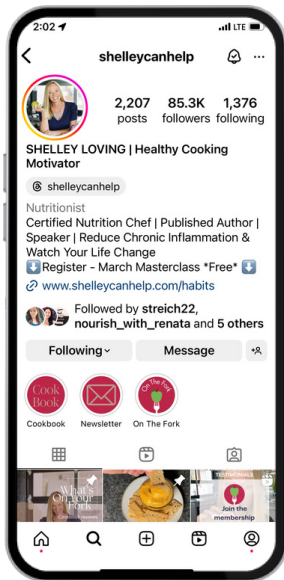 2:02
LTE
shelleycanhelp
2,207 85.3K 1,376
posts followers following
SHELLEY LOVING | Healthy Cooking
Motivator
shelleycanhelp
Nutritionist
Certified Nutrition Chef | Published Author |
Speaker | Reduce Chronic Inflammation &
Watch Your Life Change
Register - March Masterclass *Free*
www.shelleycanhelp.com/habits
Followed by streich22,
nourish_with_renata and 5 others
Following
Message
Cook
Book
On The Fork
Cookbook
Newsletter
On The Fork
What's
On Your
Fork
TESTIMONIALS
Join the
membership